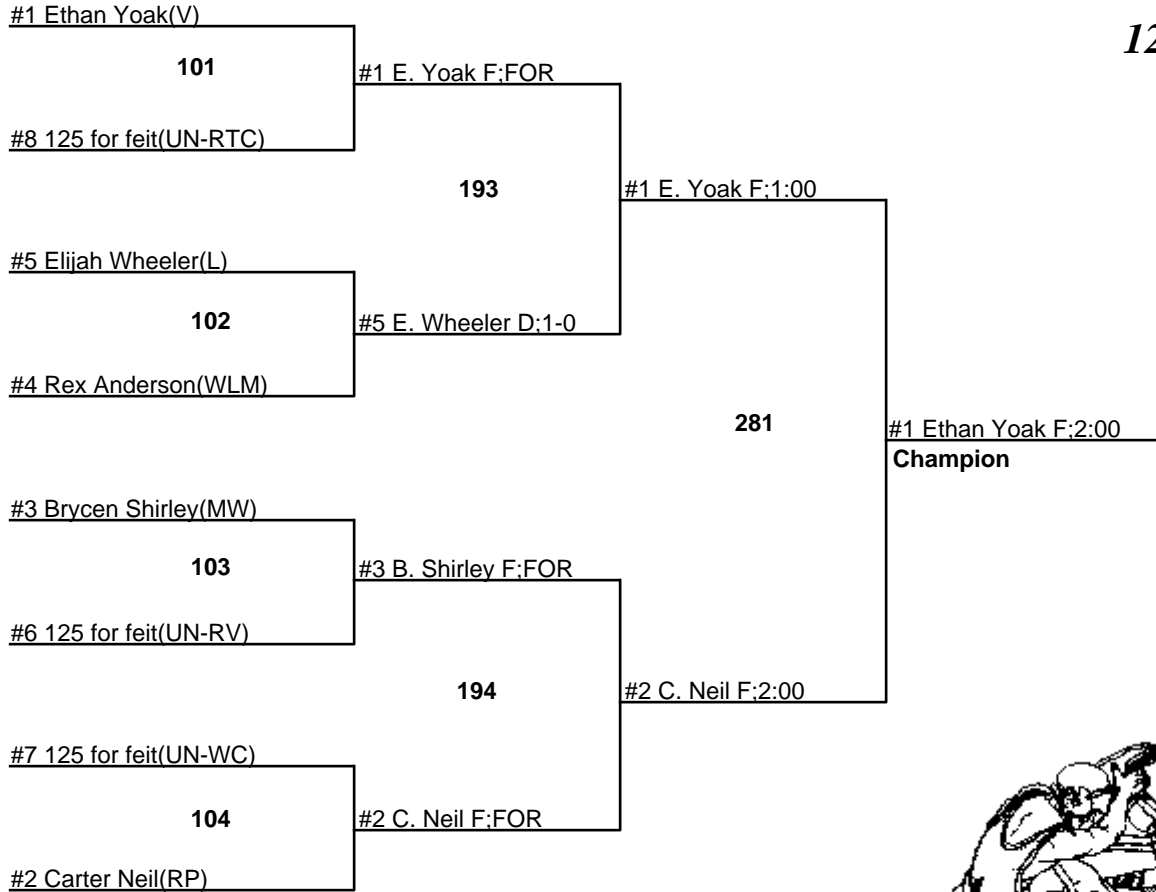 #1 Ethan Yoak(V)
12
101
#1 E. Yoak F;FOR
#8 125 for feit(UN-RTC)
193
#1 E. Yoak F;1:00
#5 Elijah Wheeler(L)
102
#5 E. Wheeler D;1-0
#4 Rex Anderson(WLM)
281
#1 Ethan Yoak F;2:00
Champion
#3 Brycen Shirley(MW)
103
#3 B. Shirley F;FOR
#6 125 for feit(UN-RV)
194
#2 C. Neil F;2:00
#7 125 for feit(UN-WC)
104
#2 C. Neil F;FOR
#2 Carter Neil(RP)